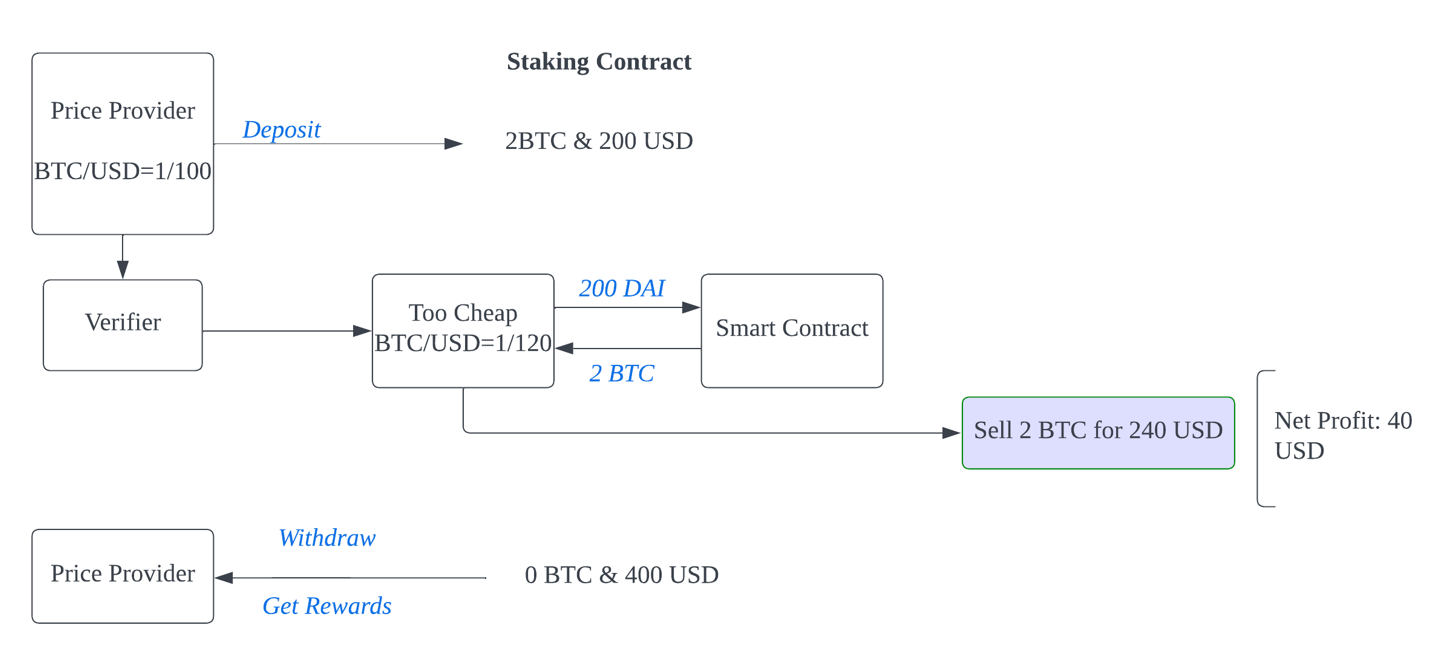 Staking Contract
Price Provider
BTC/USD=1/100
Deposit
2BTC & 200 USD
Verifier
Too Cheap
BTC/USD=1/120
200 DAI
2 BTC
Smart Contract
Sell 2 BTC for 240 USD
Net Profit: 40
USD
Price Provider
Withdraw
Get Rewards
0 BTC & 400 USD